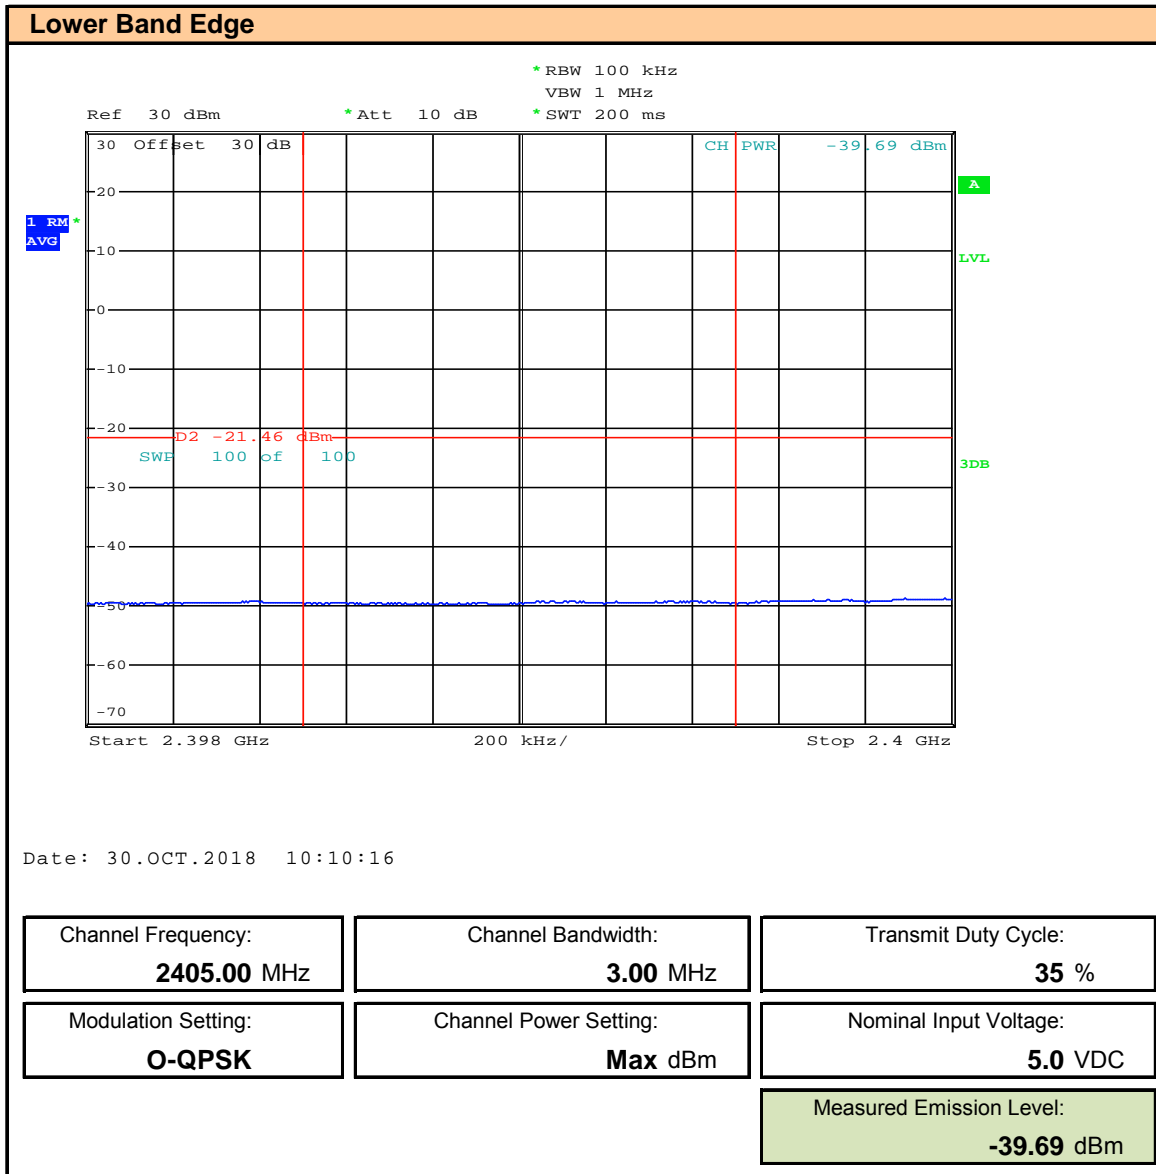 Lower Band Edge
* RBW 100 kHz
VBW 1 MHz
Ref 30 dBm * Att 10 dB * SWT 200 ms
30 Offset 30 dB CH PWR -39.69 dBm
20 A
1 RM *
AVG
10 LVL
0
-10
-20
D2 -21.46 dBm
SWP 100 of 100
3DB
-30
-40
-50
-60
-70
Start 2.398 GHz 200 kHz/ Stop 2.4 GHz
Date: 30.OCT.2018 10:10:16
Channel Frequency: Channel Bandwidth: Transmit Duty Cycle:
2405.00 MHz 3.00 MHz 35 %
Modulation Setting: Channel Power Setting: Nominal Input Voltage:
O-QPSK Max dBm 5.0 VDC
Measured Emission Level:
-39.69 dBm